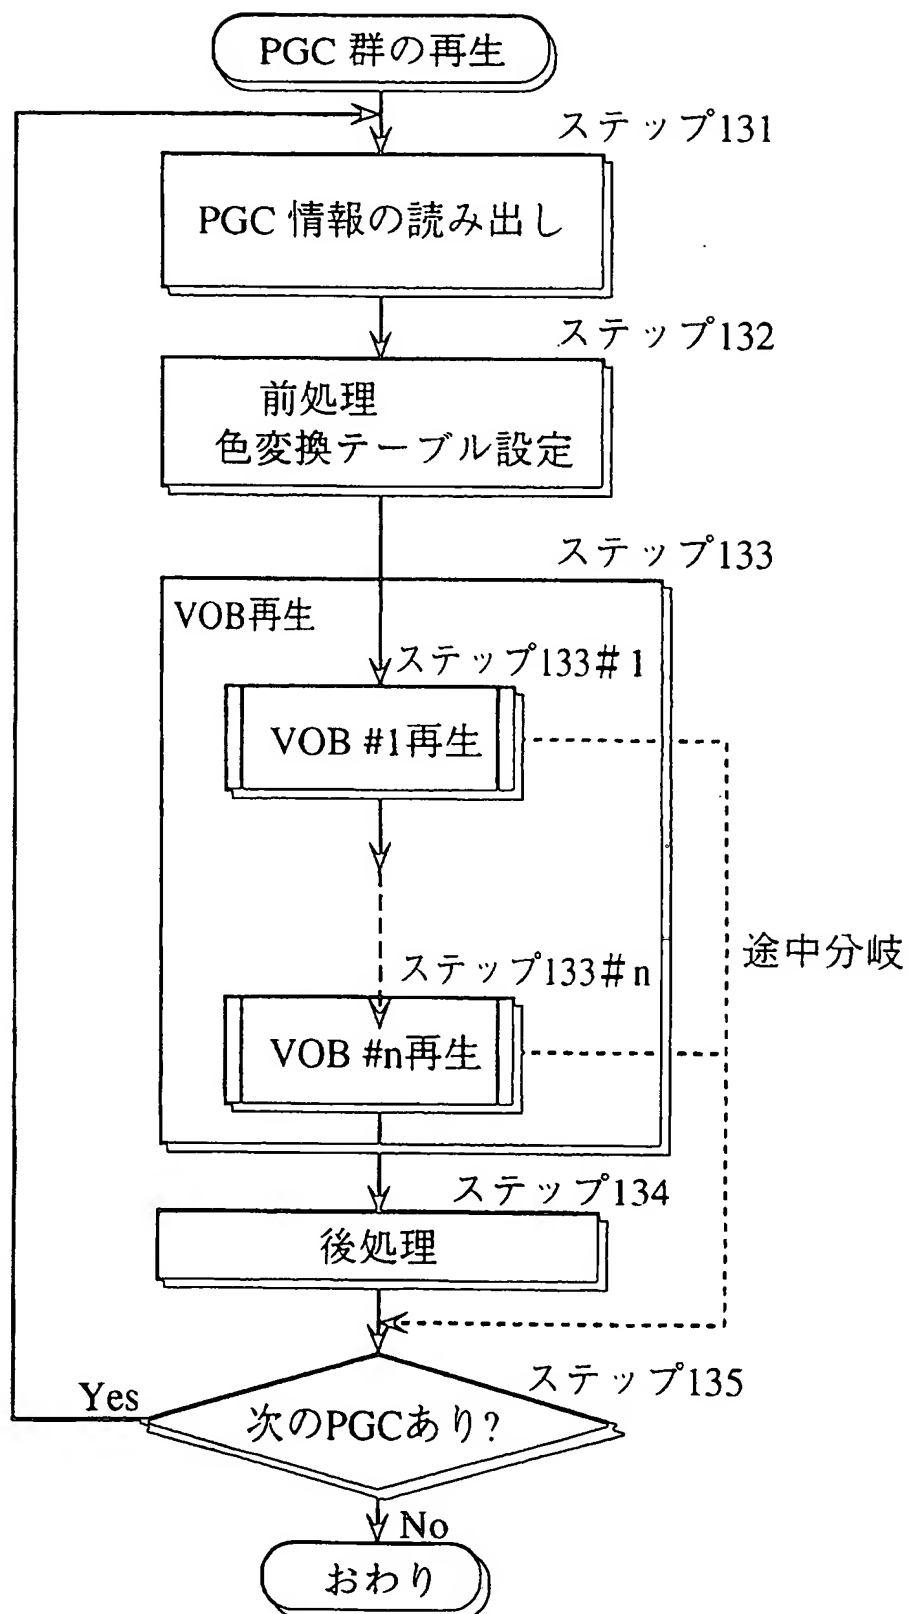 PGC 群の再生
ステップ131
PGC 情報の読み出し
ステップ132
前処理
色変換テーブル設定
ステップ133
VOB再生
ステップ133#1
VOB #1再生
途中分岐
ステップ133#n
VOB #n再生
ステップ134
後処理
ステップ135
Yes
次のPGCあり?
No
おわり